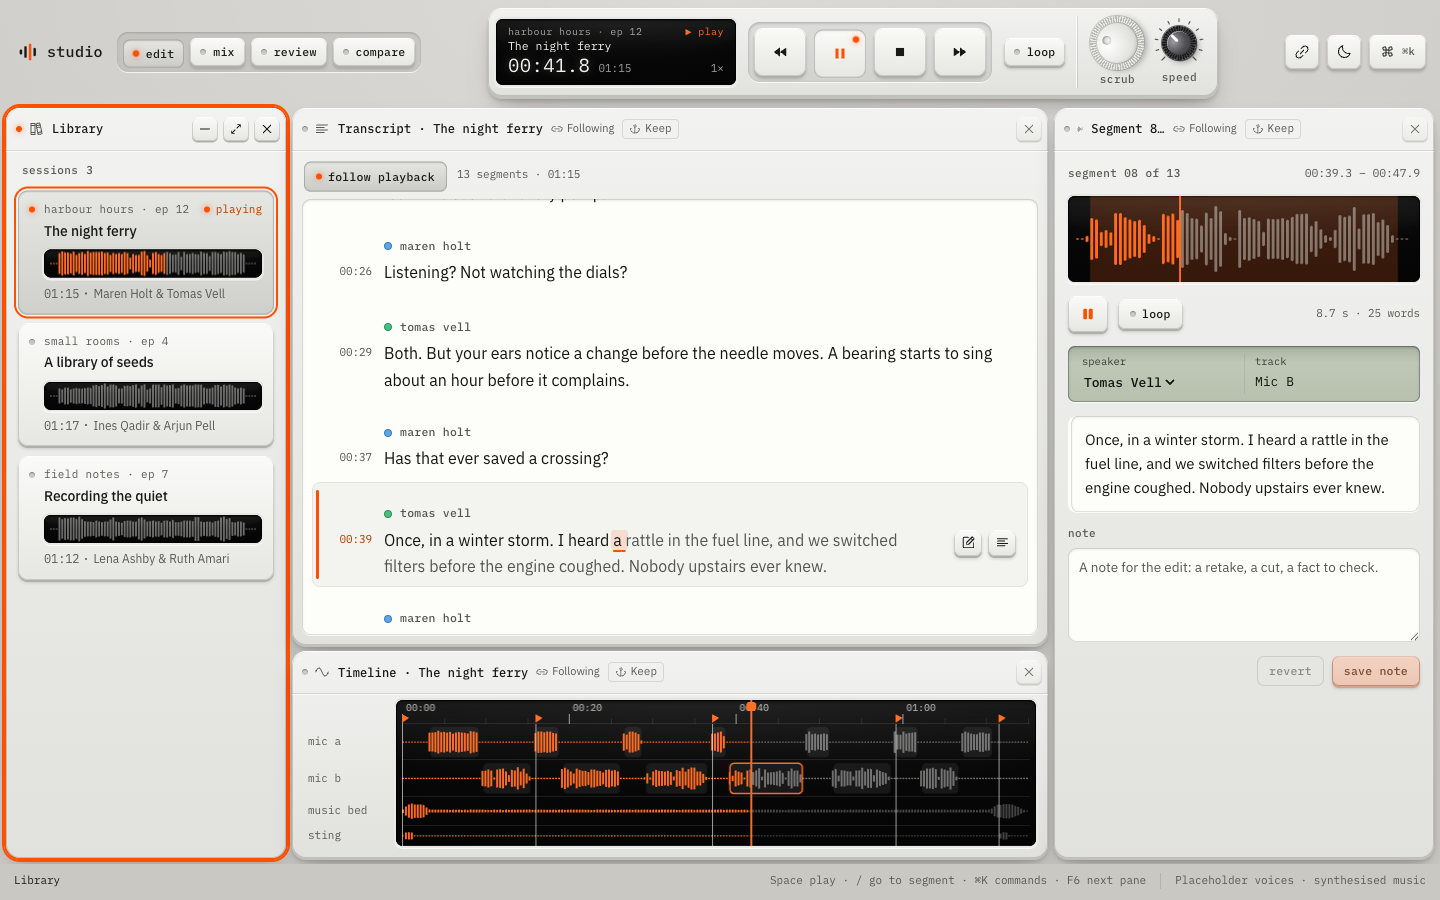 studio
edit
mix
review
compare
harbour hours · ep 12
▶ play
The night ferry
00:41.8 01:15
1×
loop
scrub
speed
⌘ ⌘k
Library
sessions 3
harbour hours · ep 12
playing
The night ferry
01:15 · Maren Holt & Tomas Vell
small rooms · ep 4
A library of seeds
01:17 · Ines Qadir & Arjun Pell
field notes · ep 7
Recording the quiet
01:12 · Lena Ashby & Ruth Amari
Transcript · The night ferry
Following
Keep
follow playback
13 segments · 01:15
maren holt
00:26 Listening? Not watching the dials?
tomas vell
00:29 Both. But your ears notice a change before the needle moves. A bearing starts to sing
about an hour before it complains.
maren holt
00:37 Has that ever saved a crossing?
tomas vell
00:39 Once, in a winter storm. I heard a rattle in the fuel line, and we switched
filters before the engine coughed. Nobody upstairs ever knew.
maren holt
Timeline · The night ferry
Following
Keep
00:00
00:20
01:00
mic a
mic b
music bed
sting
Segment 8…
Following
Keep
segment 08 of 13
00:39.3 – 00:47.9
loop
8.7 s · 25 words
speaker
Tomas Vell
track
Mic B
Once, in a winter storm. I heard a rattle in the
fuel line, and we switched filters before the
engine coughed. Nobody upstairs ever knew.
note
A note for the edit: a retake, a cut, a fact to check.
revert
save note
Library
Space play · / go to segment · ⌘K commands · F6 next pane
Placeholder voices · synthesised music